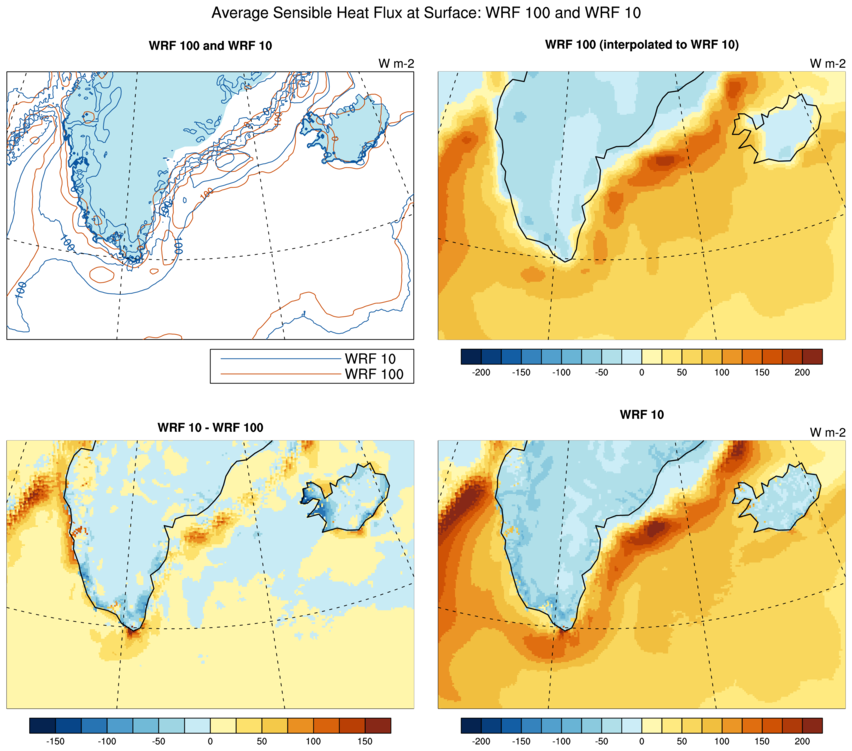 Average Sensible Heat Flux at Surface: WRF 100 and WRF 10
WRF 100 and WRF 10
W m-2
100
100
100
100
100
100
WRF 10
WRF 100
WRF 100 (interpolated to WRF 10)
W m-2
-200 -150 -100 -50 0 50 100 150 200
WRF 10 - WRF 100
-150 -100 -50 0 50 100 150
WRF 10
W m-2
-200 -150 -100 -50 0 50 100 150 200